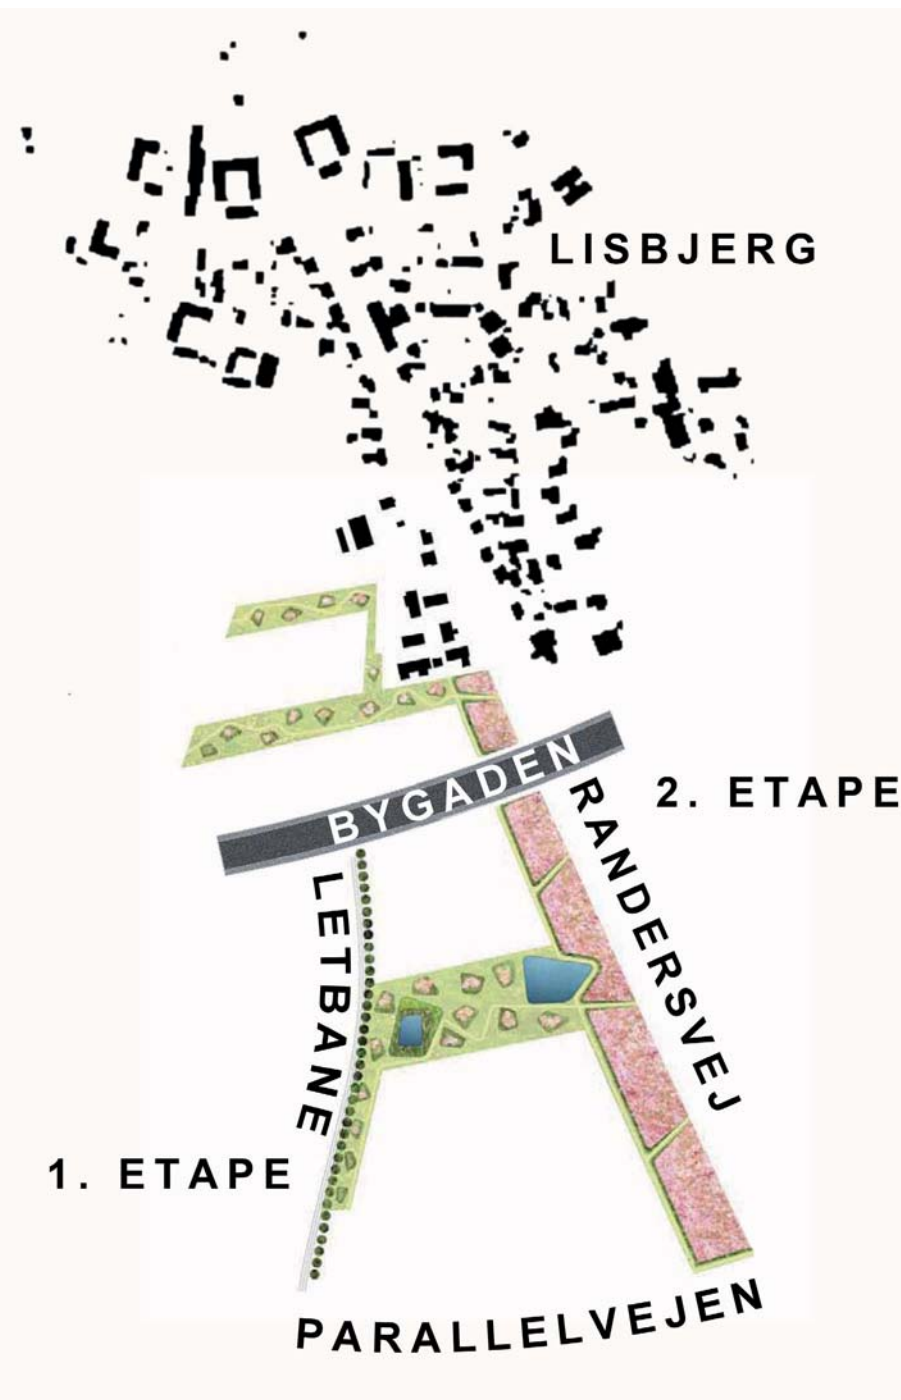 LISBJERG
BYGADEN
2. ETAPE
RANDERSVEJ
LETBANE
1. ETAPE
PARALLELVEJEN